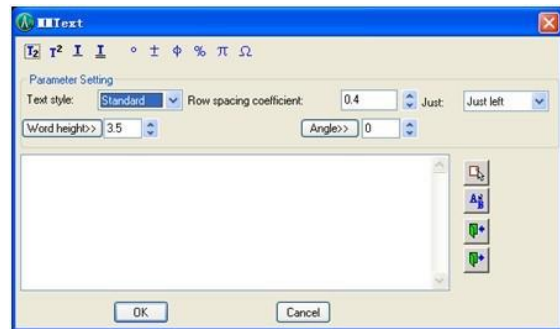 MMText
T2 T² I I ° ± ϕ % π Ω
Parameter Setting
Text style: Standard Row spacing coefficient: 0.4 Just: Just left
Word height>> 3.5 Angle>> 0
A B
OK Cancel